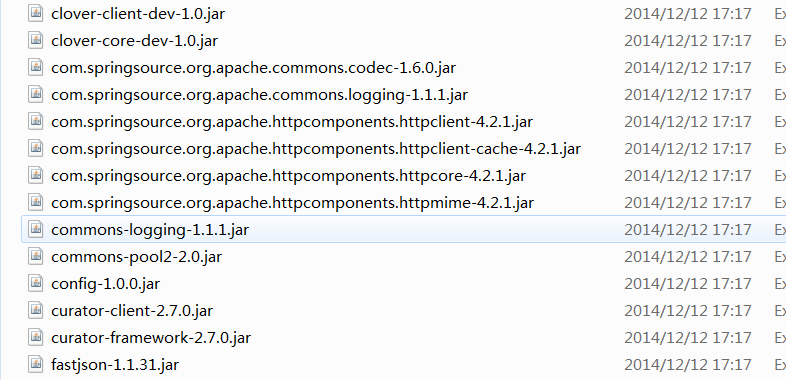 clover-client-dev-1.0.jar 2014/12/12 17:17 Ex
clover-core-dev-1.0.jar 2014/12/12 17:17 Ex
com.springsource.org.apache.commons.codec-1.6.0.jar 2014/12/12 17:17 Ex
com.springsource.org.apache.commons.logging-1.1.1.jar 2014/12/12 17:17 Ex
com.springsource.org.apache.httpcomponents.httpclient-4.2.1.jar 2014/12/12 17:17 Ex
com.springsource.org.apache.httpcomponents.httpclient-cache-4.2.1.jar 2014/12/12 17:17 Ex
com.springsource.org.apache.httpcomponents.httpcore-4.2.1.jar 2014/12/12 17:17 Ex
com.springsource.org.apache.httpcomponents.httpmime-4.2.1.jar 2014/12/12 17:17 Ex
commons-logging-1.1.1.jar 2014/12/12 17:17 Ex
commons-pool2-2.0.jar 2014/12/12 17:17 Ex
config-1.0.0.jar 2014/12/12 17:17 Ex
curator-client-2.7.0.jar 2014/12/12 17:17 Ex
curator-framework-2.7.0.jar 2014/12/12 17:17 Ex
fastjson-1.1.31.jar 2014/12/12 17:17 Ex